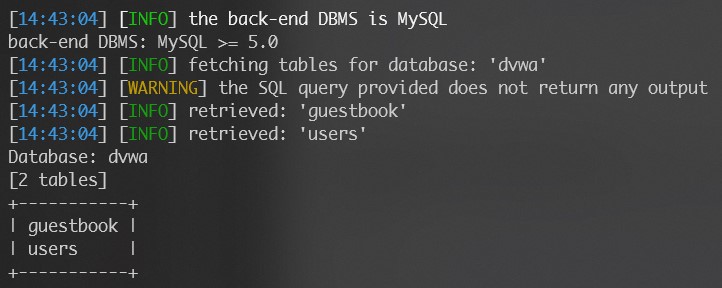 [14:43:04] [INFO] the back-end DBMS is MySQL
back-end DBMS: MySQL >= 5.0
[14:43:04] [INFO] fetching tables for database: 'dvwa'
[14:43:04] [WARNING] the SQL query provided does not return any output
[14:43:04] [INFO] retrieved: 'guestbook'
[14:43:04] [INFO] retrieved: 'users'
Database: dvwa
[2 tables]
+-----------+
| guestbook |
| users     |
+-----------+